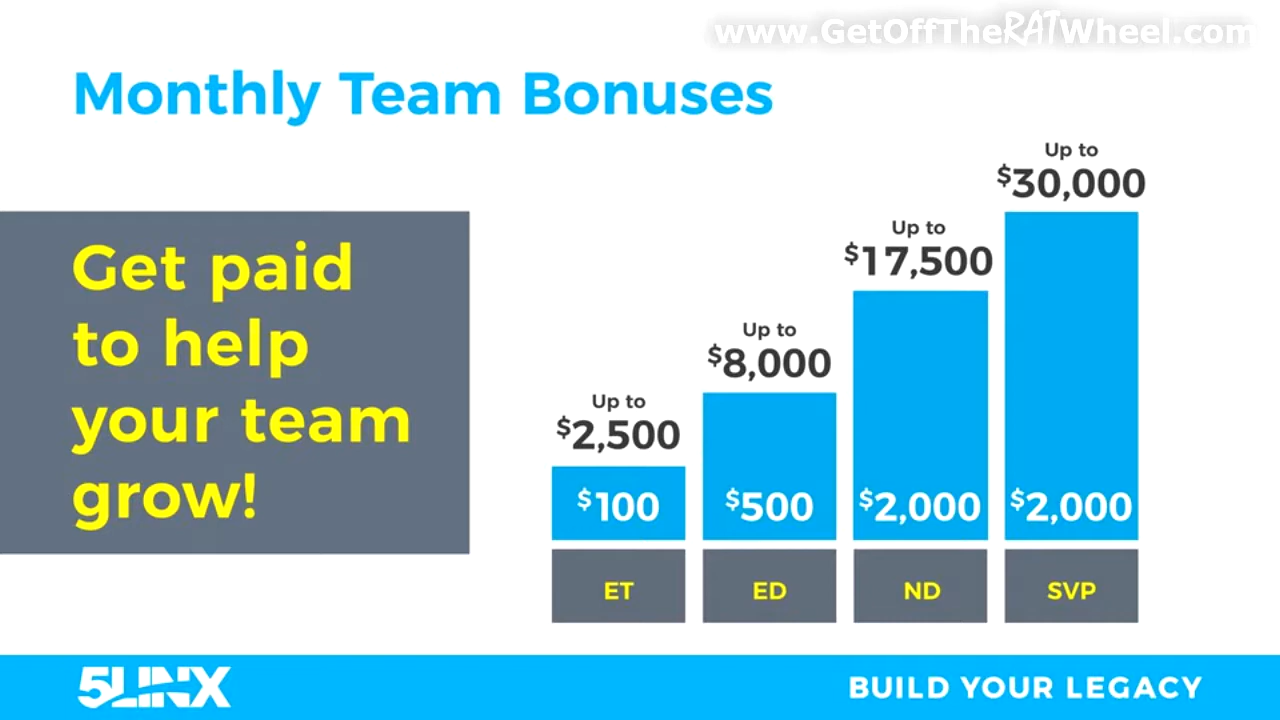 www.GetOffTheRATWheel.com
Monthly Team Bonuses
Get paid
to help
your team
grow!
Up to
$2,500
$100
ET
Up to
$8,000
$500
ED
Up to
$17,500
$2,000
ND
Up to
$30,000
$2,000
SVP
5LINX
BUILD YOUR LEGACY